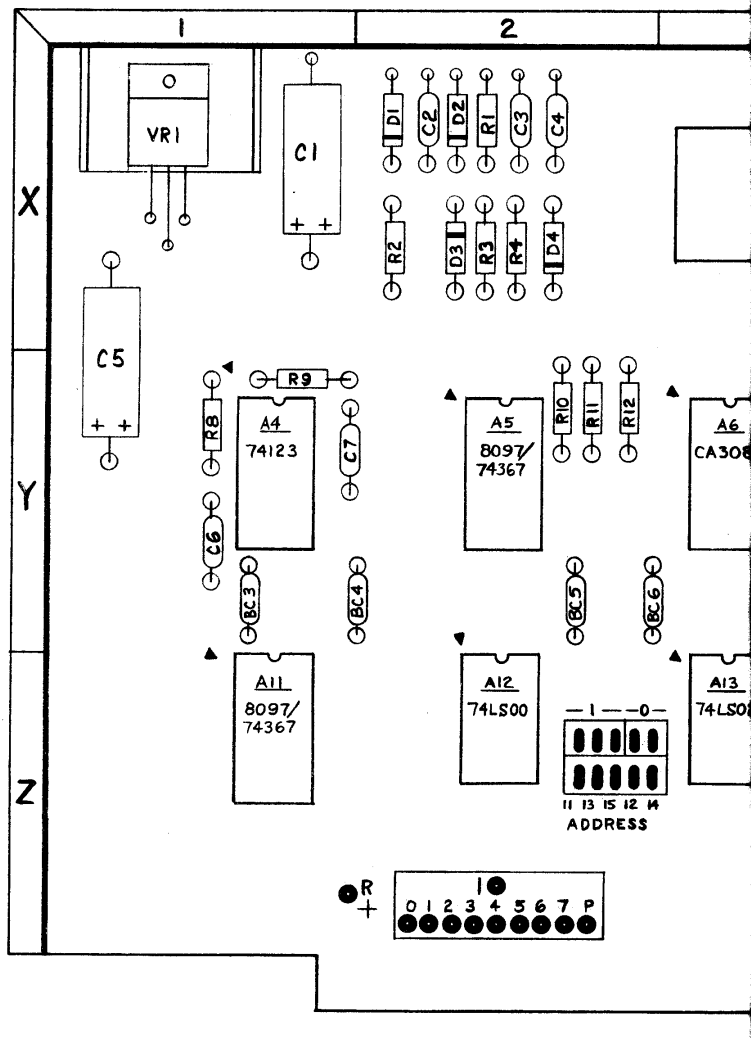 1 2
X
Y
Z
VR1
C1
+ +
D1
C2
D2
R1
C3
C4
R2
D3
R3
R4
D4
C5
+ +
R8
R9
C7
C6
A4
74123
A5
8097/
74367
R10
R11
R12
A6
BC3
BC4
BC5
BC6
A11
8097/
74367
A12
74LS00
A13
-1--0-
11 13 15 12 14
ADDRESS
R
+
1
0 1 2 3 4 5 6 7 P